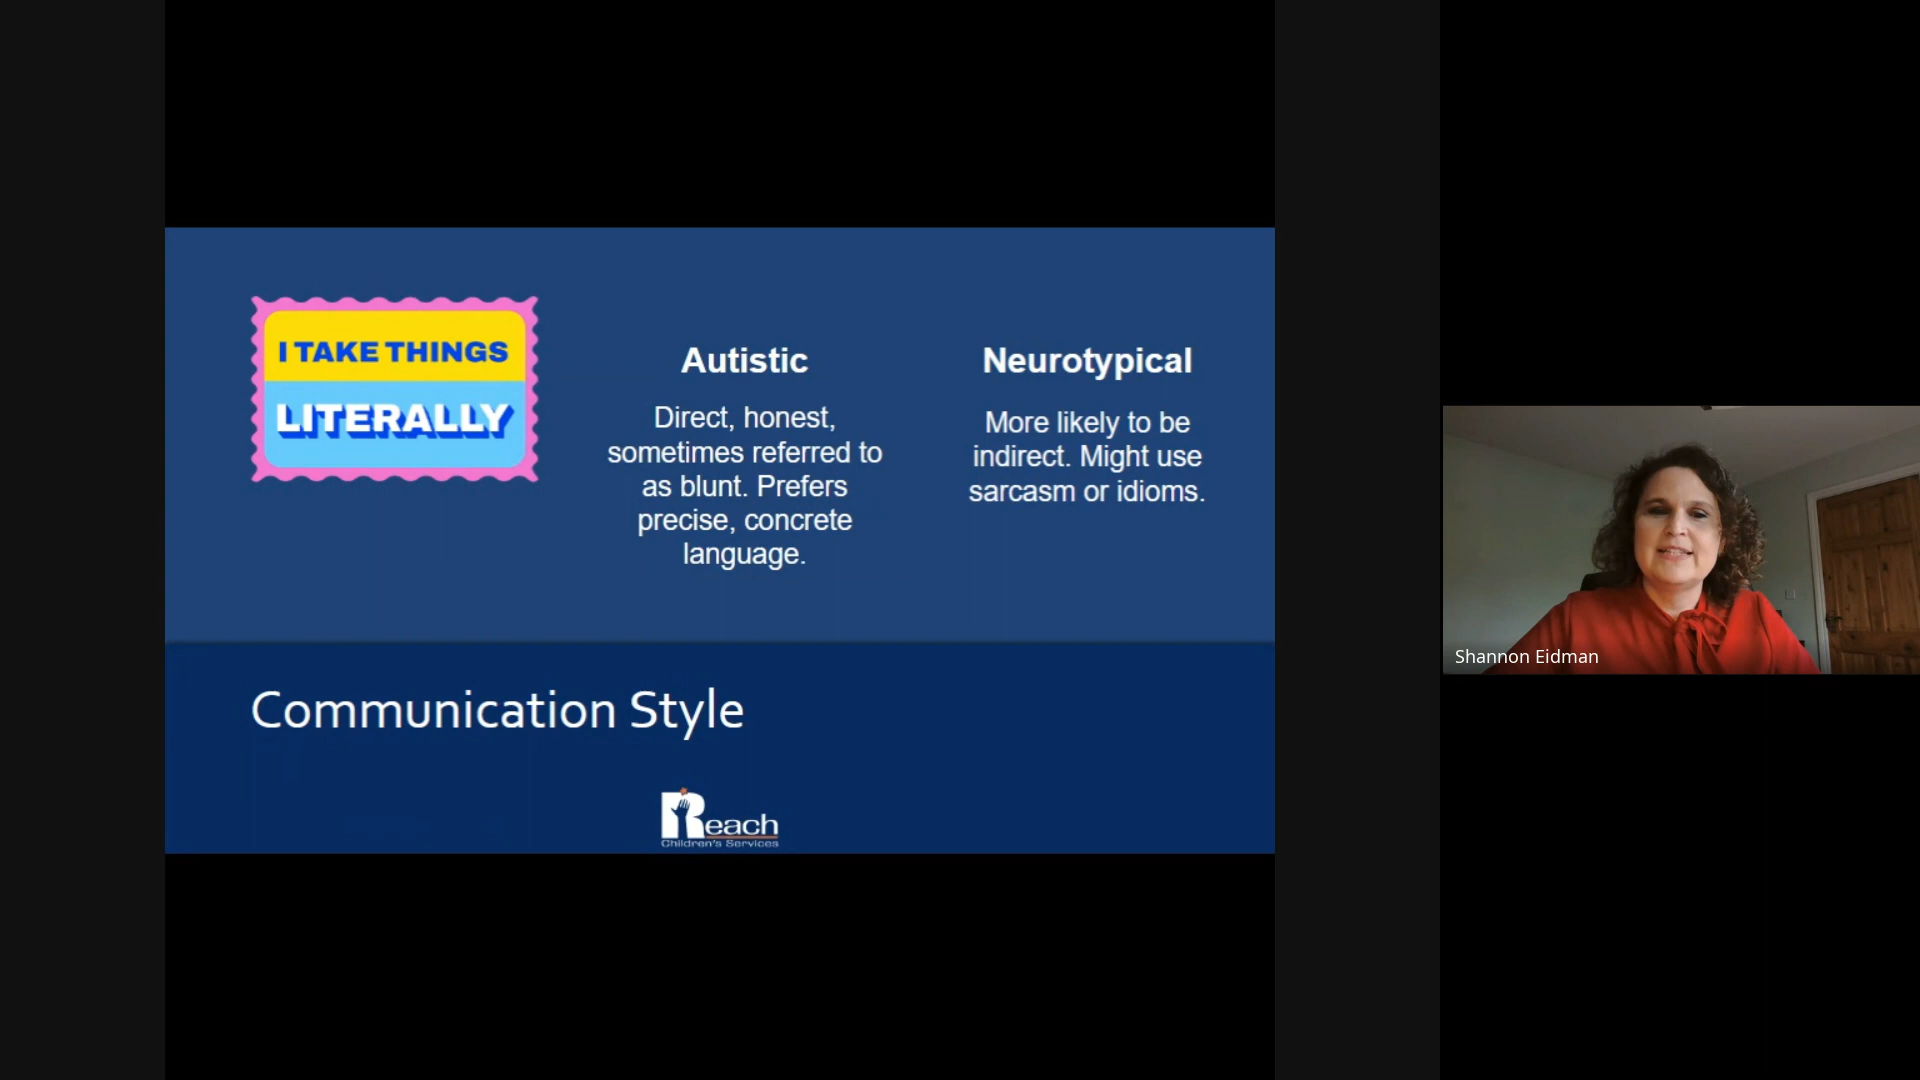 I TAKE THINGS
LITERALLY
Autistic
Direct, honest,
sometimes referred to
as blunt. Prefers
precise, concrete
language.
Neurotypical
More likely to be
indirect. Might use
sarcasm or idioms.
Communication Style
Reach
Children's Services
Shannon Eidman